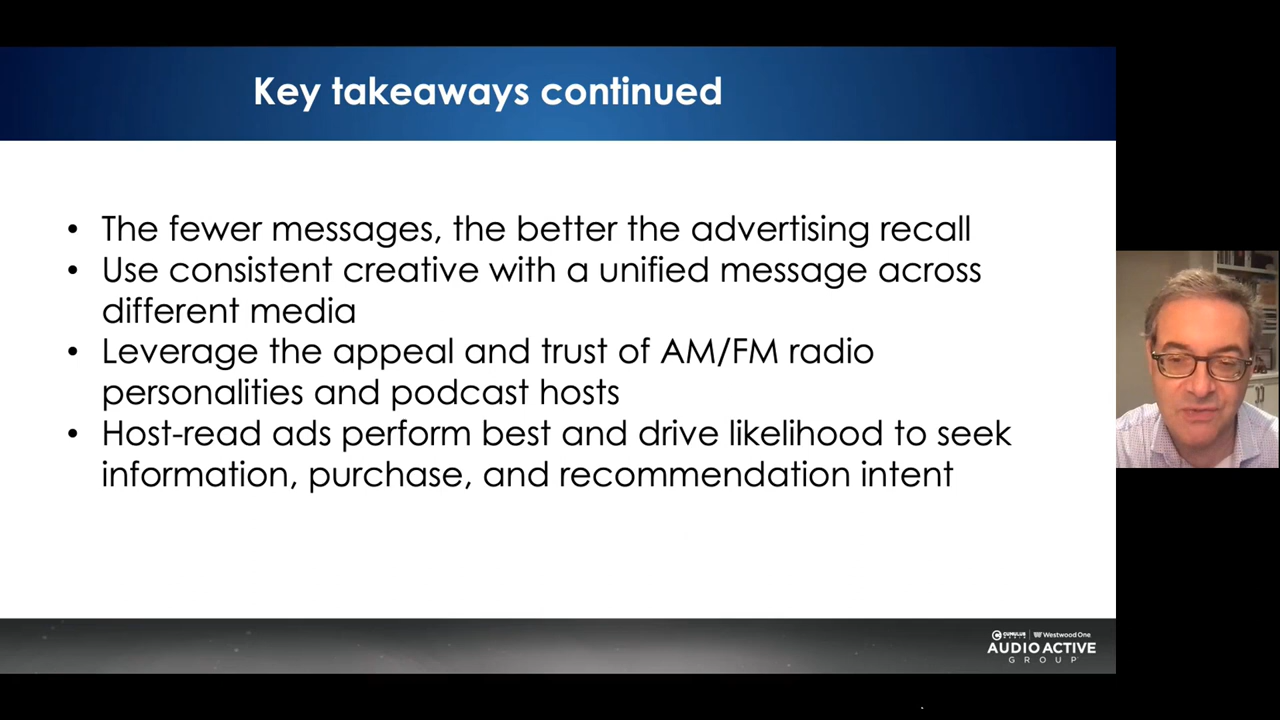 Key takeaways continued
• The fewer messages, the better the advertising recall
• Use consistent creative with a unified message across
different media
• Leverage the appeal and trust of AM/FM radio
personalities and podcast hosts
• Host-read ads perform best and drive likelihood to seek
information, purchase, and recommendation intent
CUMULUS MEDIA | Westwood One
AUDIO ACTIVE
GROUP